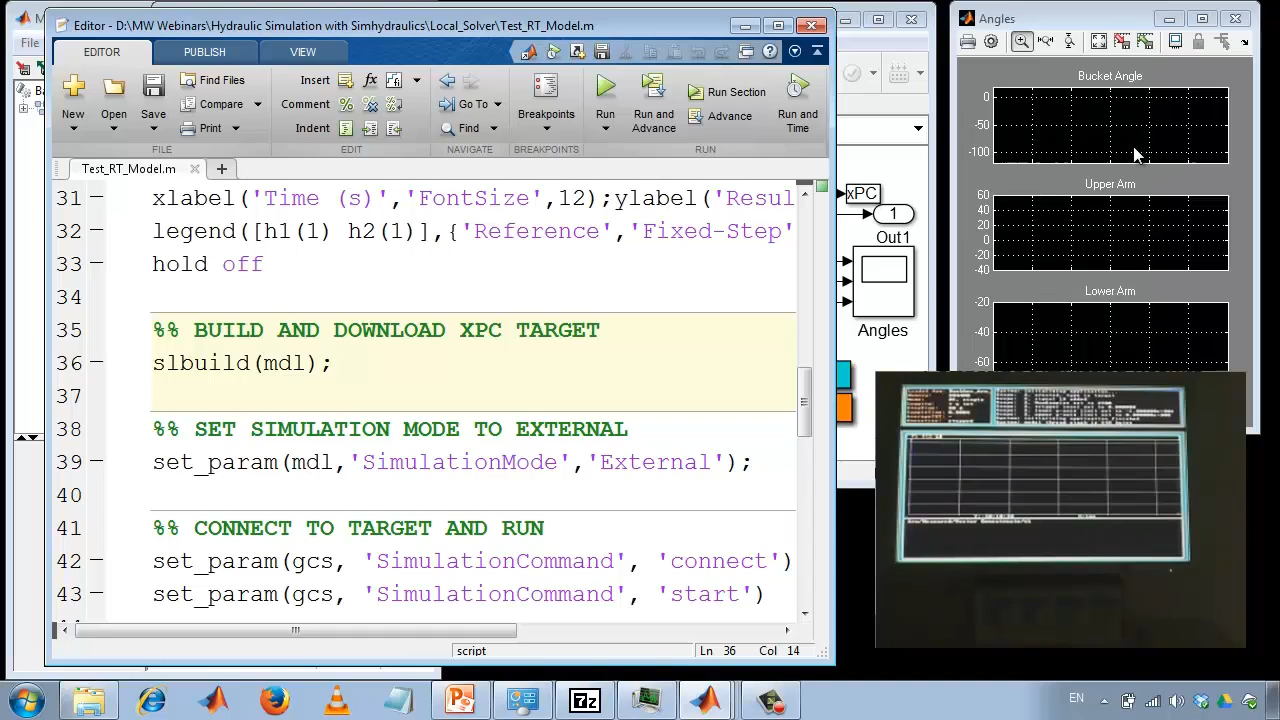 Editor - D:\MW Webinars\Hydraulic Simulation with Simhydraulics\Local_Solver\Test_RT_Model.m
EDITOR
PUBLISH
VIEW
File
New
Open
Save
Find Files
Compare
Print
FILE
Insert
fx
Comment
Indent
EDIT
Go To
Find
NAVIGATE
Breakpoints
BREAKPOINTS
Run
Run and Advance
Run Section
Advance
Run and Time
RUN
Test_RT_Model.m
31 xlabel('Time (s)','FontSize',12);ylabel('Resul
32 legend([h1(1) h2(1)],{'Reference','Fixed-Step'
33 hold off
34
35 %% BUILD AND DOWNLOAD XPC TARGET
36 slbuild(mdl);
37
38 %% SET SIMULATION MODE TO EXTERNAL
39 set_param(mdl,'SimulationMode','External');
40
41 %% CONNECT TO TARGET AND RUN
42 set_param(gcs, 'SimulationCommand', 'connect')
43 set_param(gcs, 'SimulationCommand', 'start')
script
Ln 36 Col 14
xPC
1
Out1
Angles
Angles
Bucket Angle
0
-50
-100
Upper Arm
60
40
20
0
-20
-40
Lower Arm
-20
-40
-60
7z
EN